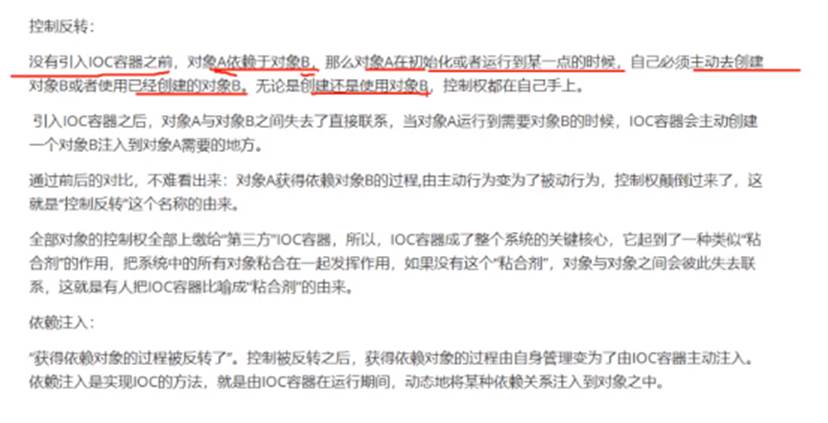 控制反转：
没有引入IOC容器之前，对象A依赖于对象B，那么对象A在初始化或者运行到某一点的时候，自己必须主动去创建
对象B或者使用已经创建的对象B。无论是创建还是使用对象B，控制权都在自己手上。
引入IOC容器之后，对象A与对象B之间失去了直接联系，当对象A运行到需要对象B的时候，IOC容器会主动创建
一个对象B注入到对象A需要的地方。
通过前后的对比，不难看出来：对象A获得依赖对象B的过程,由主动行为变为了被动行为，控制权颠倒过来了，这
就是“控制反转”这个名称的由来。
全部对象的控制权全部上缴给“第三方”IOC容器，所以，IOC容器成了整个系统的关键核心，它起到了一种类似“粘
合剂”的作用，把系统中的所有对象粘合在一起发挥作用，如果没有这个“粘合剂”，对象与对象之间会彼此失去联
系，这就是有人把IOC容器比喻成“粘合剂”的由来。
依赖注入：
“获得依赖对象的过程被反转了”。控制被反转之后，获得依赖对象的过程由自身管理变为了由IOC容器主动注入。
依赖注入是实现IOC的方法，就是由IOC容器在运行期间，动态地将某种依赖关系注入到对象之中。